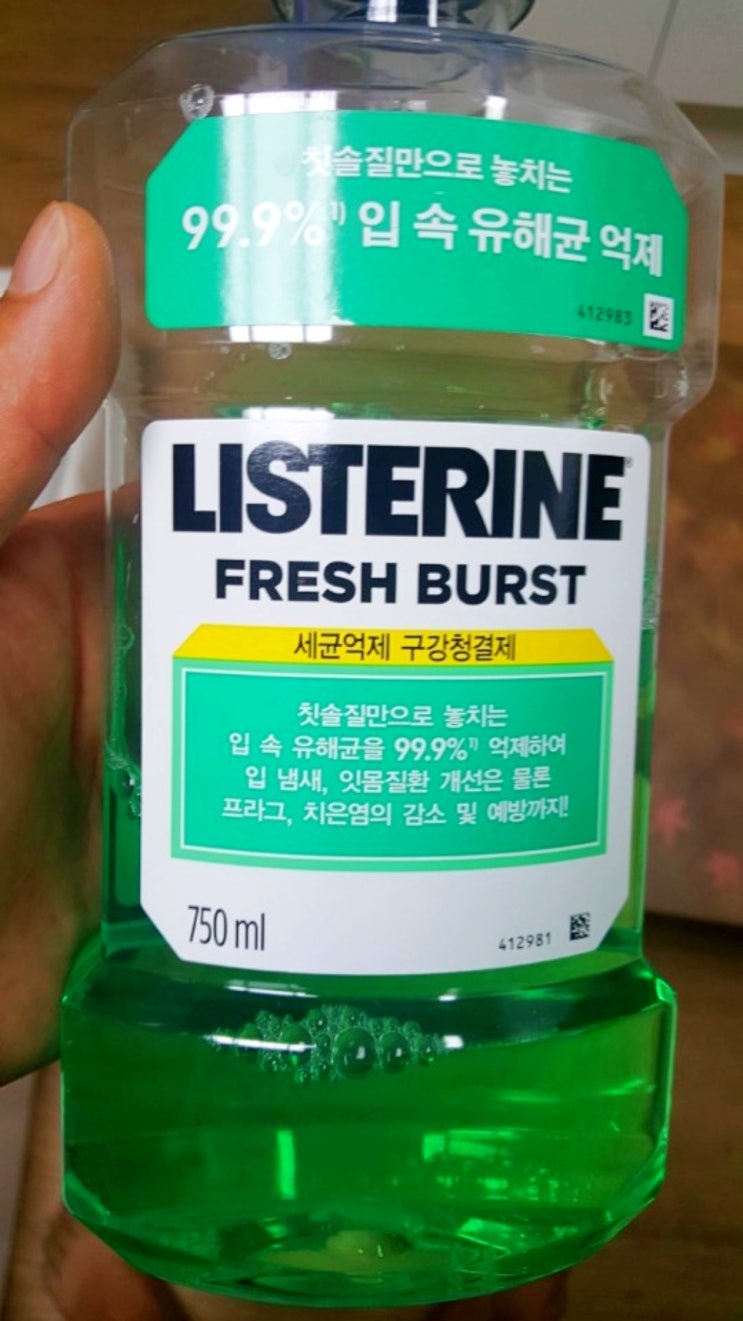 칫솔질만으로 놓치는
99.9%¹⁾ 입 속 유해균 억제
412983
LISTERINE®
FRESH BURST
세균억제 구강청결제
칫솔질만으로 놓치는
입 속 유해균을 99.9%¹⁾ 억제하여
입 냄새, 잇몸질환 개선은 물론
프라그, 치은염의 감소 및 예방까지!
750 ml
412981